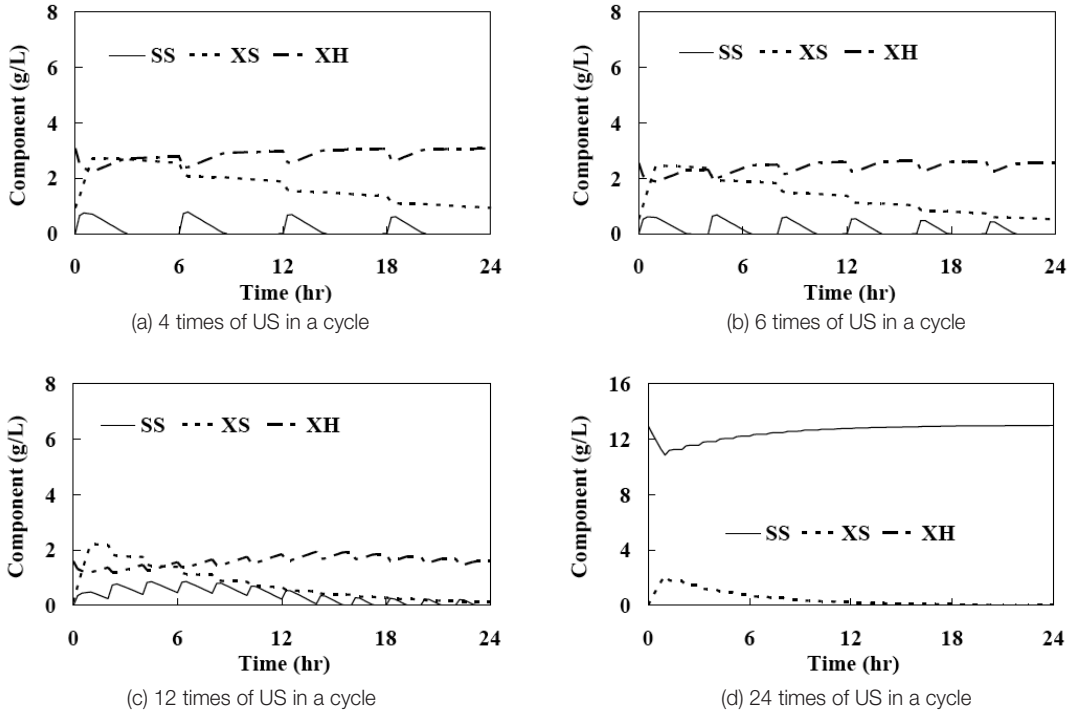 8
6
4
2
0
Component (g/L)
SS XS XH
0 6 12 18 24
Time (hr)
(a) 4 times of US in a cycle
8
6
4
2
0
Component (g/L)
SS XS XH
0 6 12 18 24
Time (hr)
(b) 6 times of US in a cycle
8
6
4
2
0
Component (g/L)
SS XS XH
0 6 12 18 24
Time (hr)
(c) 12 times of US in a cycle
16
12
8
4
0
Component (g/L)
SS XS XH
0 6 12 18 24
Time (hr)
(d) 24 times of US in a cycle